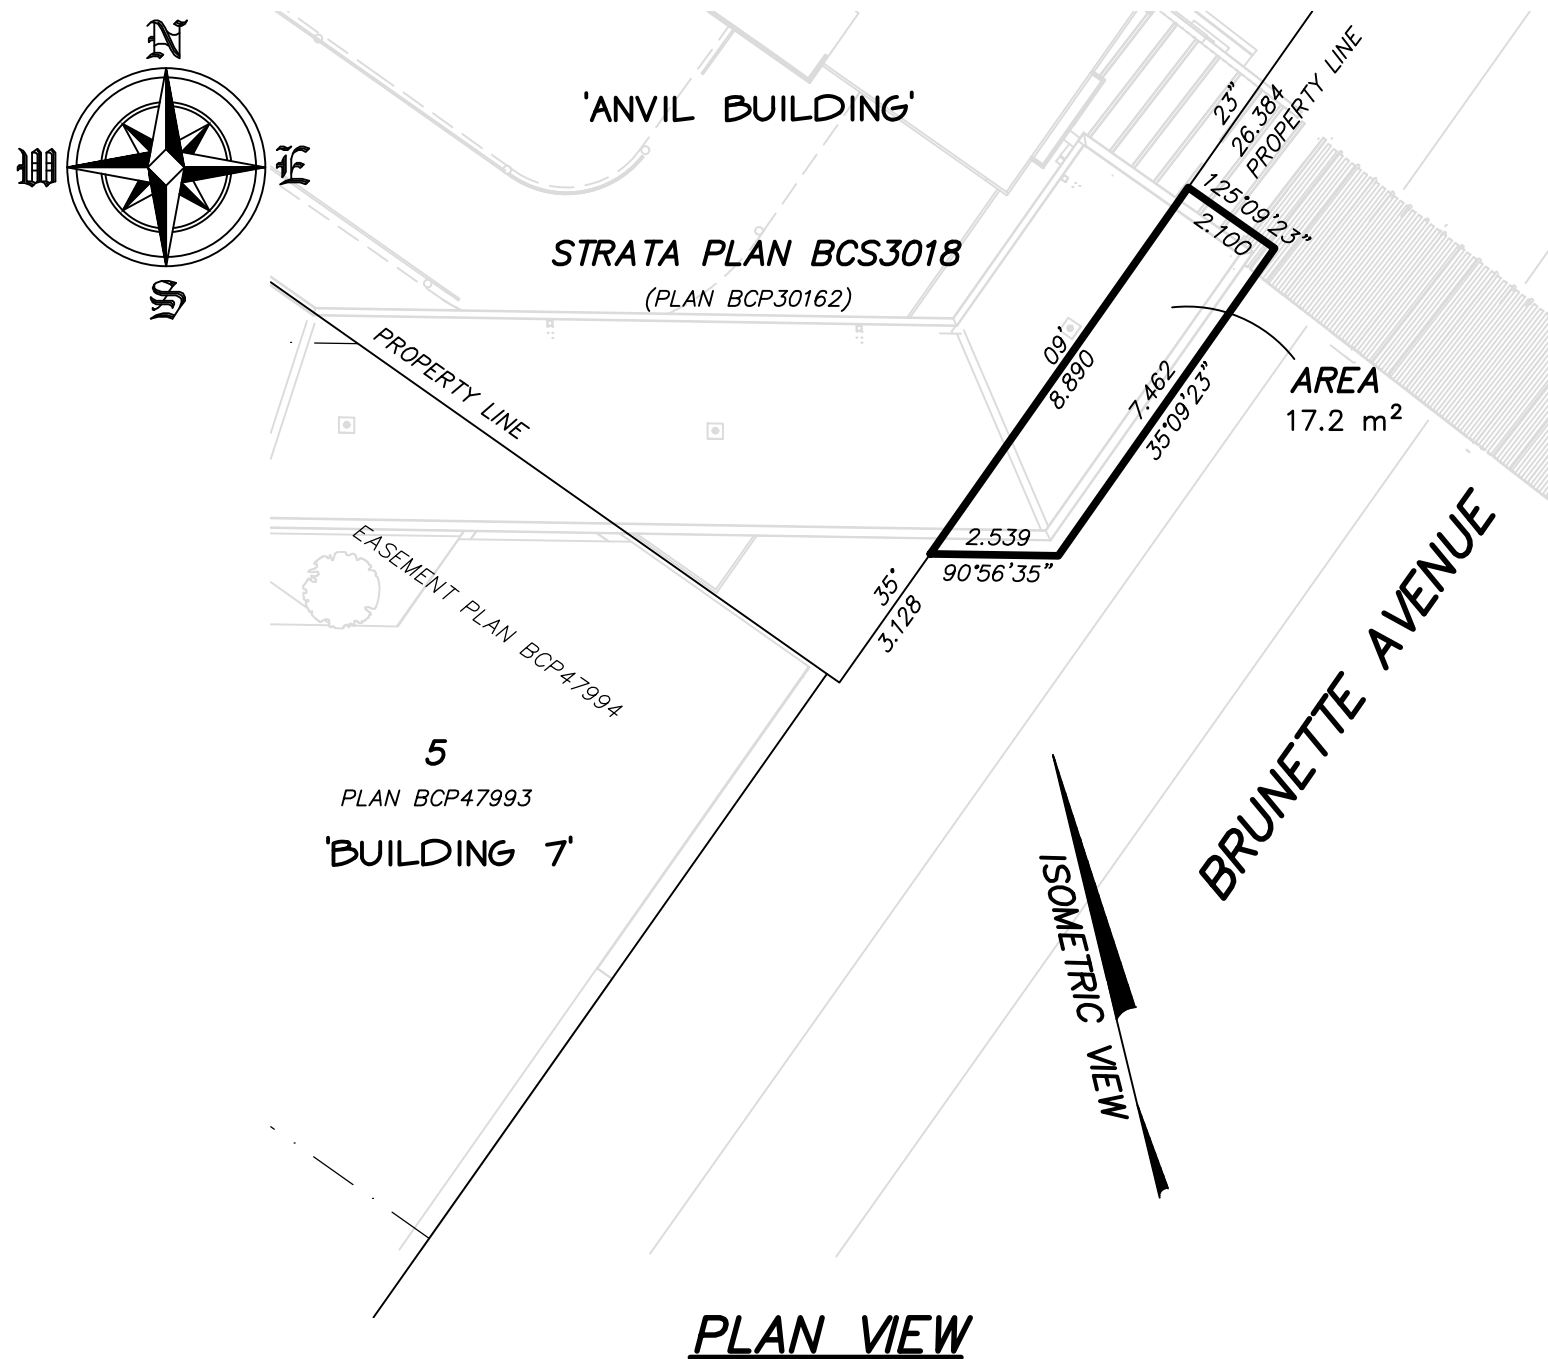 N
W
E
S
'ANVIL BUILDING'
STRATA PLAN BCS3018
(PLAN BCP30162)
23"
26.384
PROPERTY LINE
125°09'23"
2.100
09'
8.890
7.462
35°09'23"
AREA
17.2 m²
PROPERTY LINE
2.539
90°56'35"
35°
3.128
EASEMENT PLAN BCP47994
5
PLAN BCP47993
'BUILDING 7'
BRUNETTE AVENUE
ISOMETRIC VIEW
PLAN VIEW